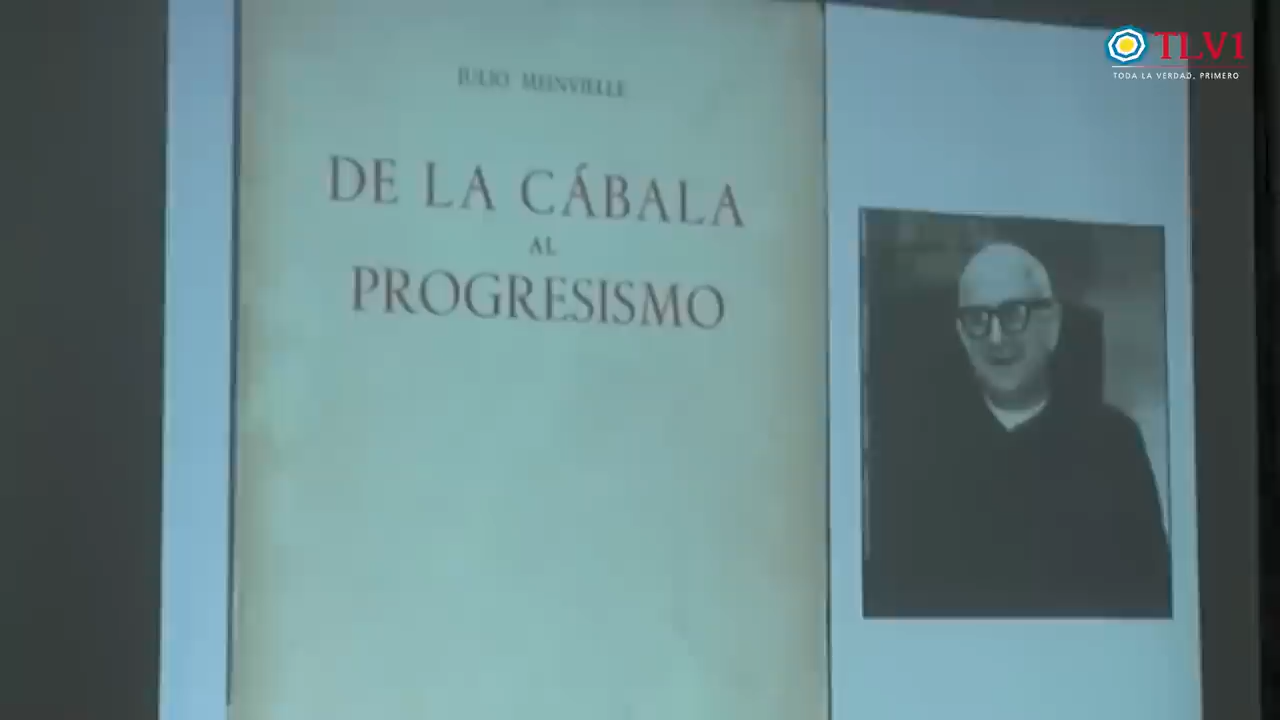 JULIO MEINVIELLE
DE LA CÁBALA
AL
PROGRESISMO
TLV1
TODA LA VERDAD, PRIMERO